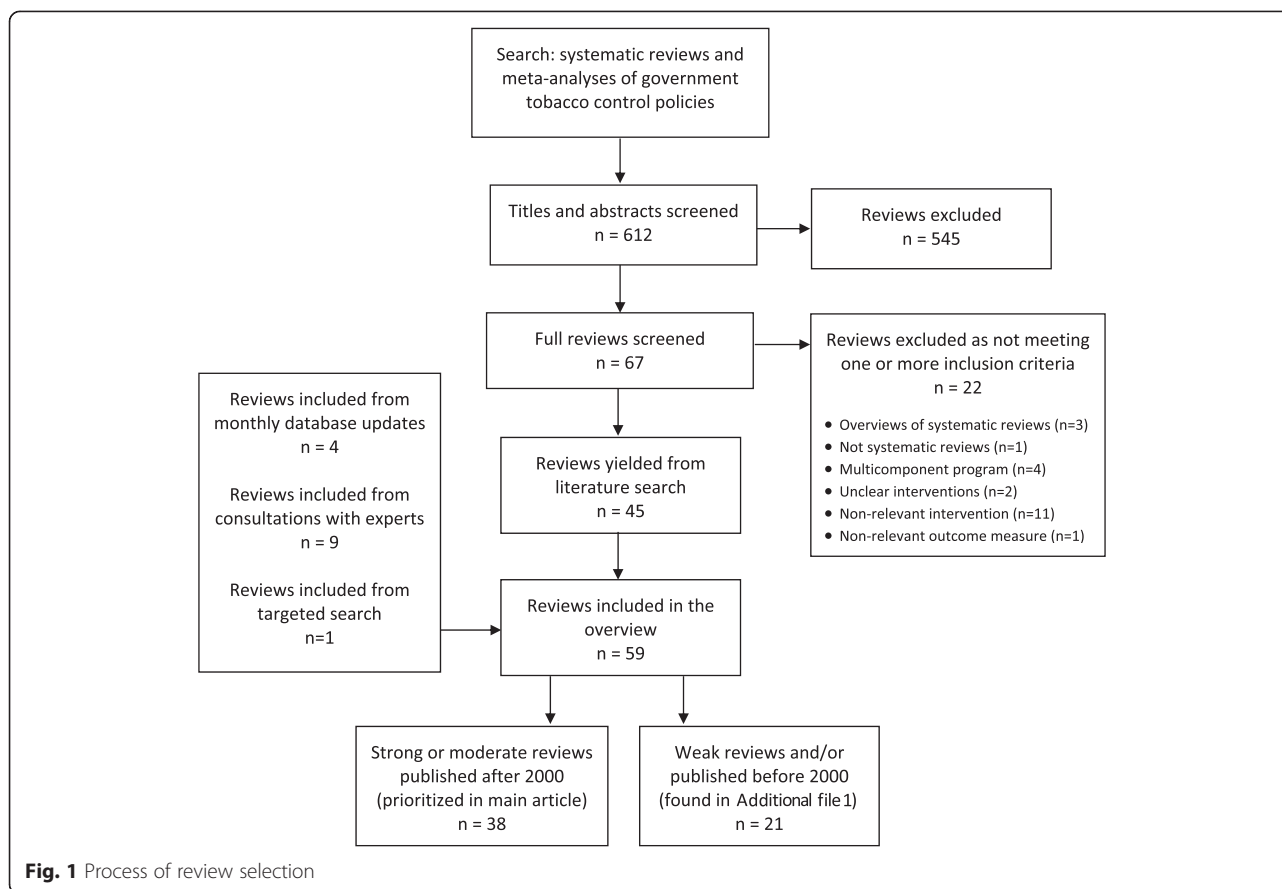 Search: systematic reviews and
meta-analyses of government
tobacco control policies
Titles and abstracts screened
n = 612
Reviews excluded
n = 545
Full reviews screened
n = 67
Reviews excluded as not meeting
one or more inclusion criteria
n = 22
• Overviews of systematic reviews (n=3)
• Not systematic reviews (n=1)
• Multicomponent program (n=4)
• Unclear interventions (n=2)
• Non-relevant intervention (n=11)
• Non-relevant outcome measure (n=1)
Reviews included from
monthly database updates
n = 4
Reviews included from
consultations with experts
n = 9
Reviews included from
targeted search
n=1
Reviews yielded from
literature search
n = 45
Reviews included in the
overview
n = 59
Strong or moderate reviews
published after 2000
(prioritized in main article)
n = 38
Weak reviews and/or
published before 2000
(found in Additional file1)
n = 21
Fig. 1 Process of review selection